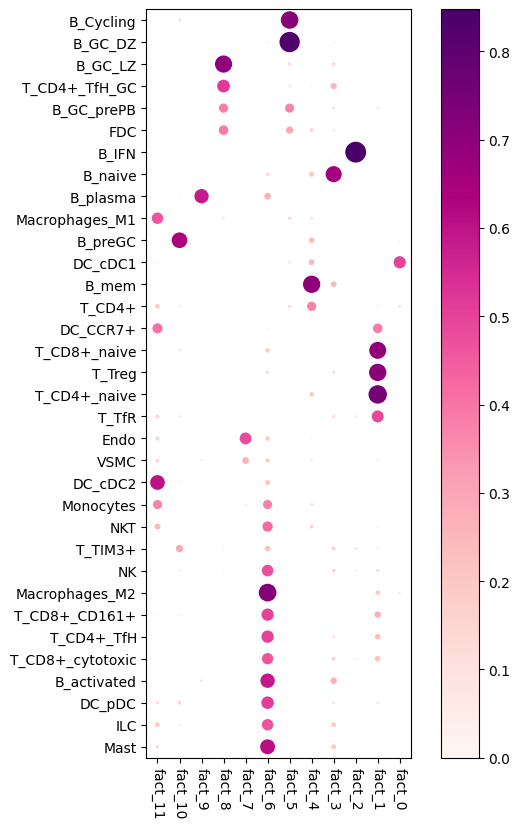 B_Cycling
B_GC_DZ
B_GC_LZ
T_CD4+_TfH_GC
B_GC_prePB
FDC
B_IFN
B_naive
B_plasma
Macrophages_M1
B_preGC
DC_cDC1
B_mem
T_CD4+
DC_CCR7+
T_CD8+_naive
T_Treg
T_CD4+_naive
T_TfR
Endo
VSMC
DC_cDC2
Monocytes
NKT
T_TIM3+
NK
Macrophages_M2
T_CD8+_CD161+
T_CD4+_TfH
T_CD8+_cytotoxic
B_activated
DC_pDC
ILC
Mast
fact_11
fact_10
fact_9
fact_8
fact_7
fact_6
fact_5
fact_4
fact_3
fact_2
fact_1
fact_0
0.8
0.7
0.6
0.5
0.4
0.3
0.2
0.1
0.0